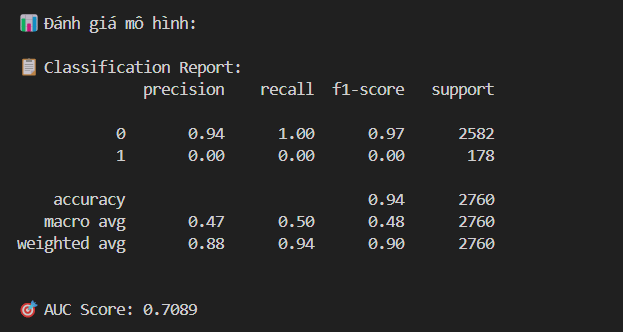 📊 Đánh giá mô hình:
📋 Classification Report:
precision recall f1-score support
0 0.94 1.00 0.97 2582
1 0.00 0.00 0.00 178
accuracy 0.94 2760
macro avg 0.47 0.50 0.48 2760
weighted avg 0.88 0.94 0.90 2760
🎯 AUC Score: 0.7089